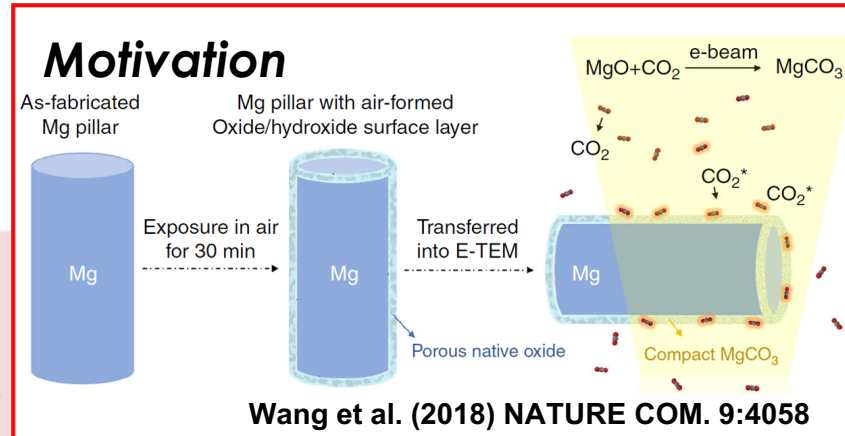 Motivation
As-fabricated
Mg pillar
Mg pillar with air-formed
Oxide/hydroxide surface layer
MgO+CO₂ e-beam MgCO₃
CO₂
CO₂*
CO₂*
Exposure in air
for 30 min
Transferred
into E-TEM
Mg
Mg
Mg
Porous native oxide
Compact MgCO₃
Wang et al. (2018) NATURE COM. 9:4058